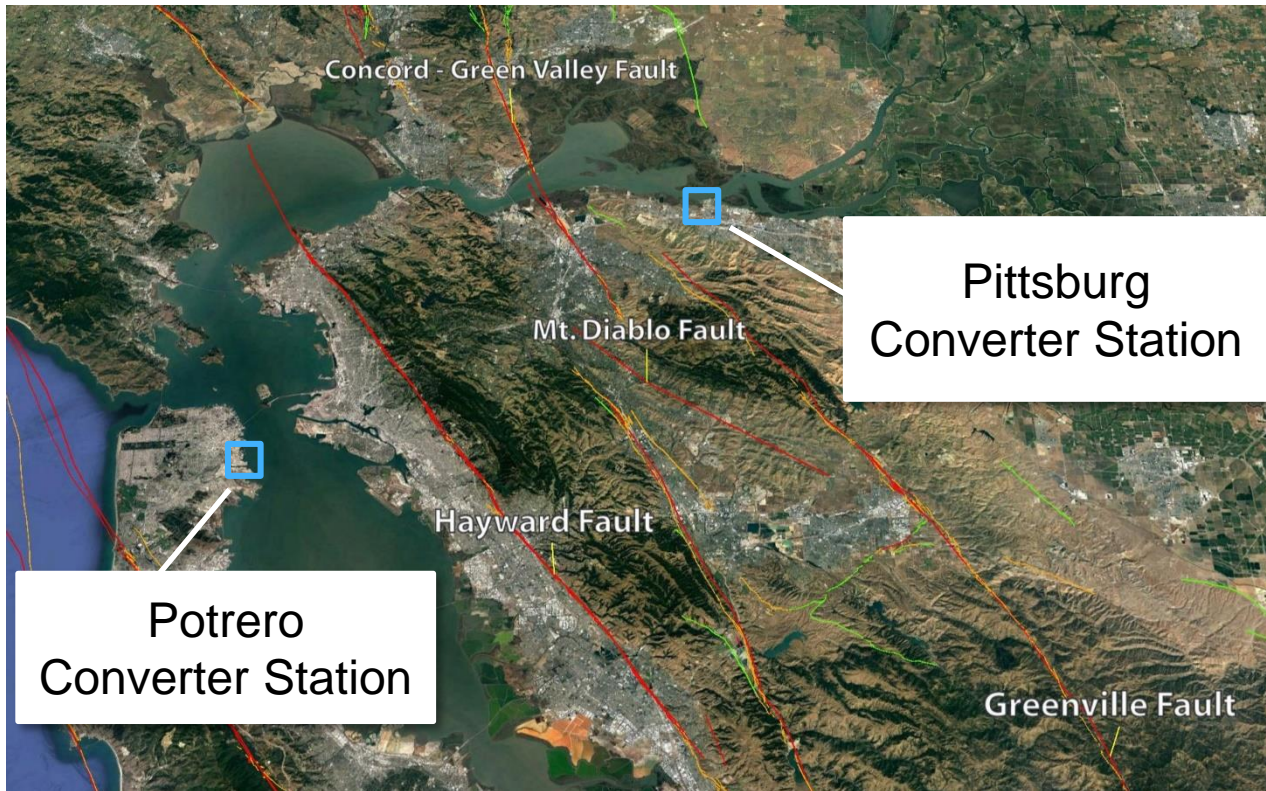 Concord - Green Valley Fault
Pittsburg
Converter Station
Mt. Diablo Fault
Hayward Fault
Potrero
Converter Station
Greenville Fault